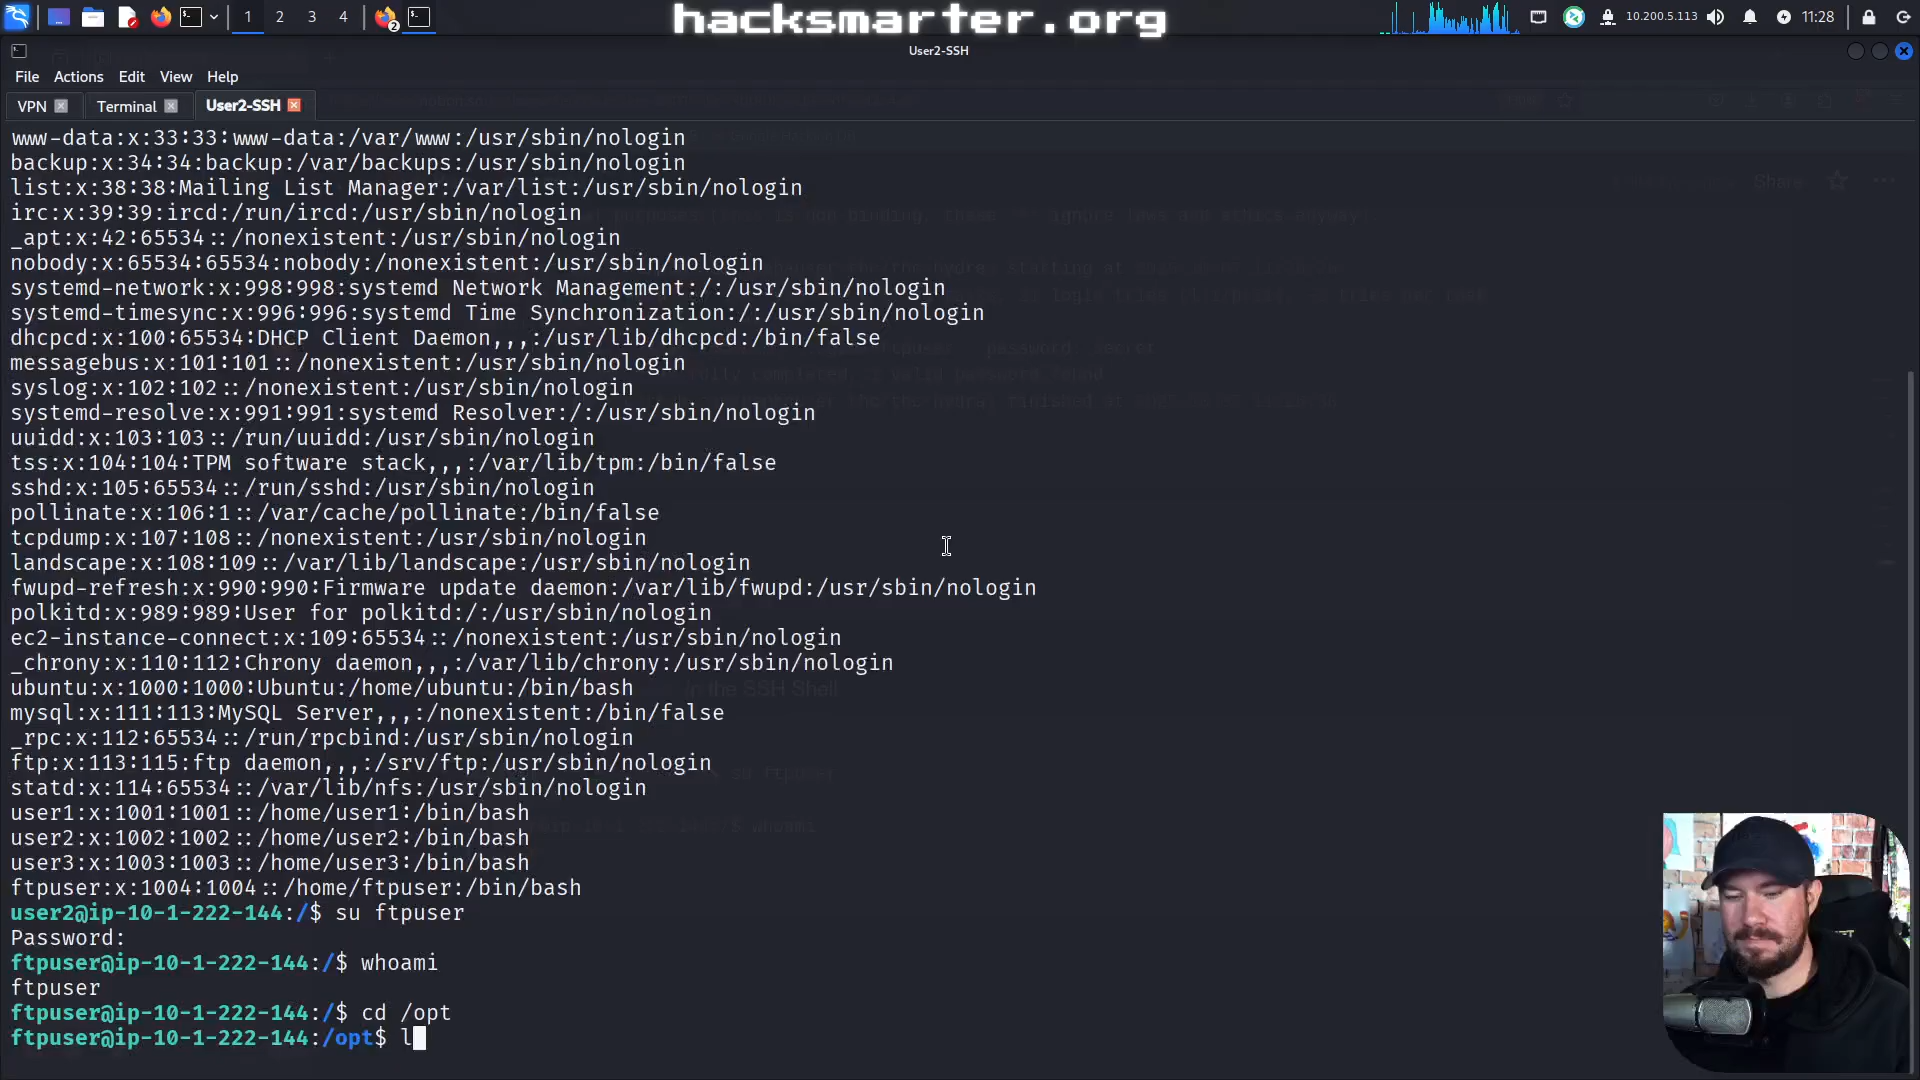 1 2 3 4
hacksmarter.org
2
10.200.5.113
11:28
User2-SSH
File Actions Edit View Help
VPN Terminal User2-SSH
www-data:x:33:33:www-data:/var/www:/usr/sbin/nologin
backup:x:34:34:backup:/var/backups:/usr/sbin/nologin
list:x:38:38:Mailing List Manager:/var/list:/usr/sbin/nologin
irc:x:39:39:ircd:/run/ircd:/usr/sbin/nologin
_apt:x:42:65534::/nonexistent:/usr/sbin/nologin
nobody:x:65534:65534:nobody:/nonexistent:/usr/sbin/nologin
systemd-network:x:998:998:systemd Network Management:/:/usr/sbin/nologin
systemd-timesync:x:996:996:systemd Time Synchronization:/:/usr/sbin/nologin
dhcpcd:x:100:65534:DHCP Client Daemon,,,:/usr/lib/dhcpcd:/bin/false
messagebus:x:101:101::/nonexistent:/usr/sbin/nologin
syslog:x:102:102::/nonexistent:/usr/sbin/nologin
systemd-resolve:x:991:991:systemd Resolver:/:/usr/sbin/nologin
uuidd:x:103:103::/run/uuidd:/usr/sbin/nologin
tss:x:104:104:TPM software stack,,,:/var/lib/tpm:/bin/false
sshd:x:105:65534::/run/sshd:/usr/sbin/nologin
pollinate:x:106:1::/var/cache/pollinate:/bin/false
tcpdump:x:107:108::/nonexistent:/usr/sbin/nologin
landscape:x:108:109::/var/lib/landscape:/usr/sbin/nologin
fwupd-refresh:x:990:990:Firmware update daemon:/var/lib/fwupd:/usr/sbin/nologin
polkitd:x:989:989:User for polkitd:/:/usr/sbin/nologin
ec2-instance-connect:x:109:65534::/nonexistent:/usr/sbin/nologin
_chrony:x:110:112:Chrony daemon,,,:/var/lib/chrony:/usr/sbin/nologin
ubuntu:x:1000:1000:Ubuntu:/home/ubuntu:/bin/bash
in the SSH Shell
mysql:x:111:113:MySQL Server,,,:/nonexistent:/bin/false
_rpc:x:112:65534::/run/rpcbind:/usr/sbin/nologin
ftp:x:113:115:ftp daemon,,,:/srv/ftp:/usr/sbin/nologin
su ftpuser
statd:x:114:65534::/var/lib/nfs:/usr/sbin/nologin
user1:x:1001:1001::/home/user1:/bin/bash
whoami
user2:x:1002:1002::/home/user2:/bin/bash
user3:x:1003:1003::/home/user3:/bin/bash
ftpuser:x:1004:1004::/home/ftpuser:/bin/bash
user2@ip-10-1-222-144:/$ su ftpuser
Password:
ftpuser@ip-10-1-222-144:/$ whoami
ftpuser
ftpuser@ip-10-1-222-144:/$ cd /opt
ftpuser@ip-10-1-222-144:/opt$ l